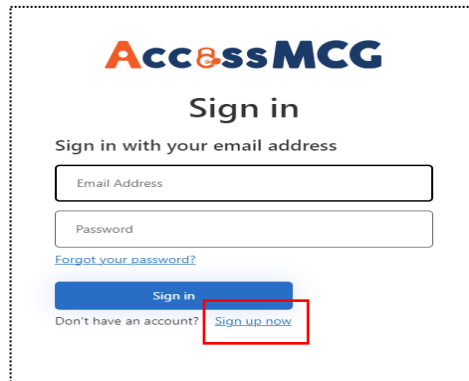 AccessMCG
Sign in
Sign in with your email address
Email Address
Password
Forgot your password?
Sign in
Don't have an account? Sign up now